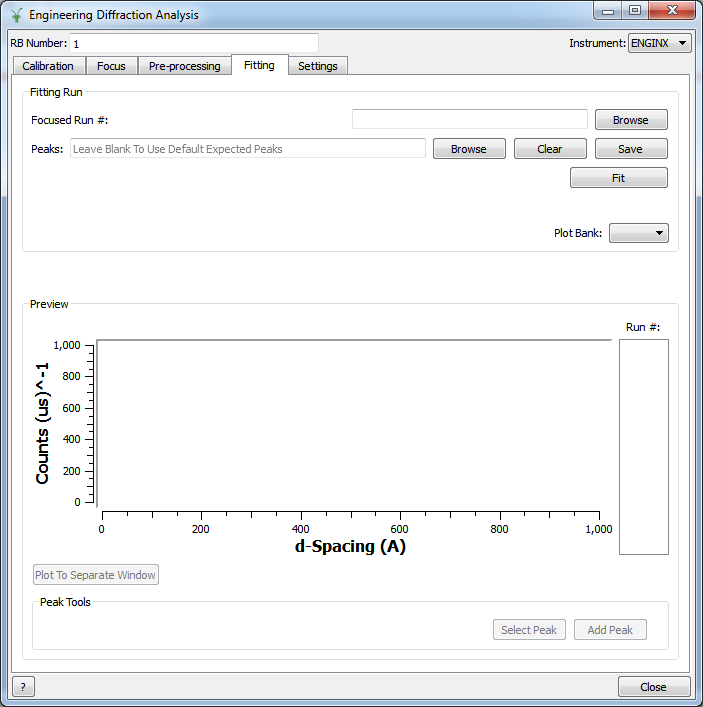 Engineering Diffraction Analysis
RB Number: 1 Instrument: ENGINX
Calibration Focus Pre-processing Fitting Settings
Fitting Run
Focused Run #: Browse
Peaks: Leave Blank To Use Default Expected Peaks Browse Clear Save
Fit
Plot Bank:
Preview
Run #:
1,000
800
600
400
200
0
Counts (us)^-1
0 200 400 600 800 1,000
d-Spacing (A)
Plot To Separate Window
Peak Tools
Select Peak Add Peak
? Close